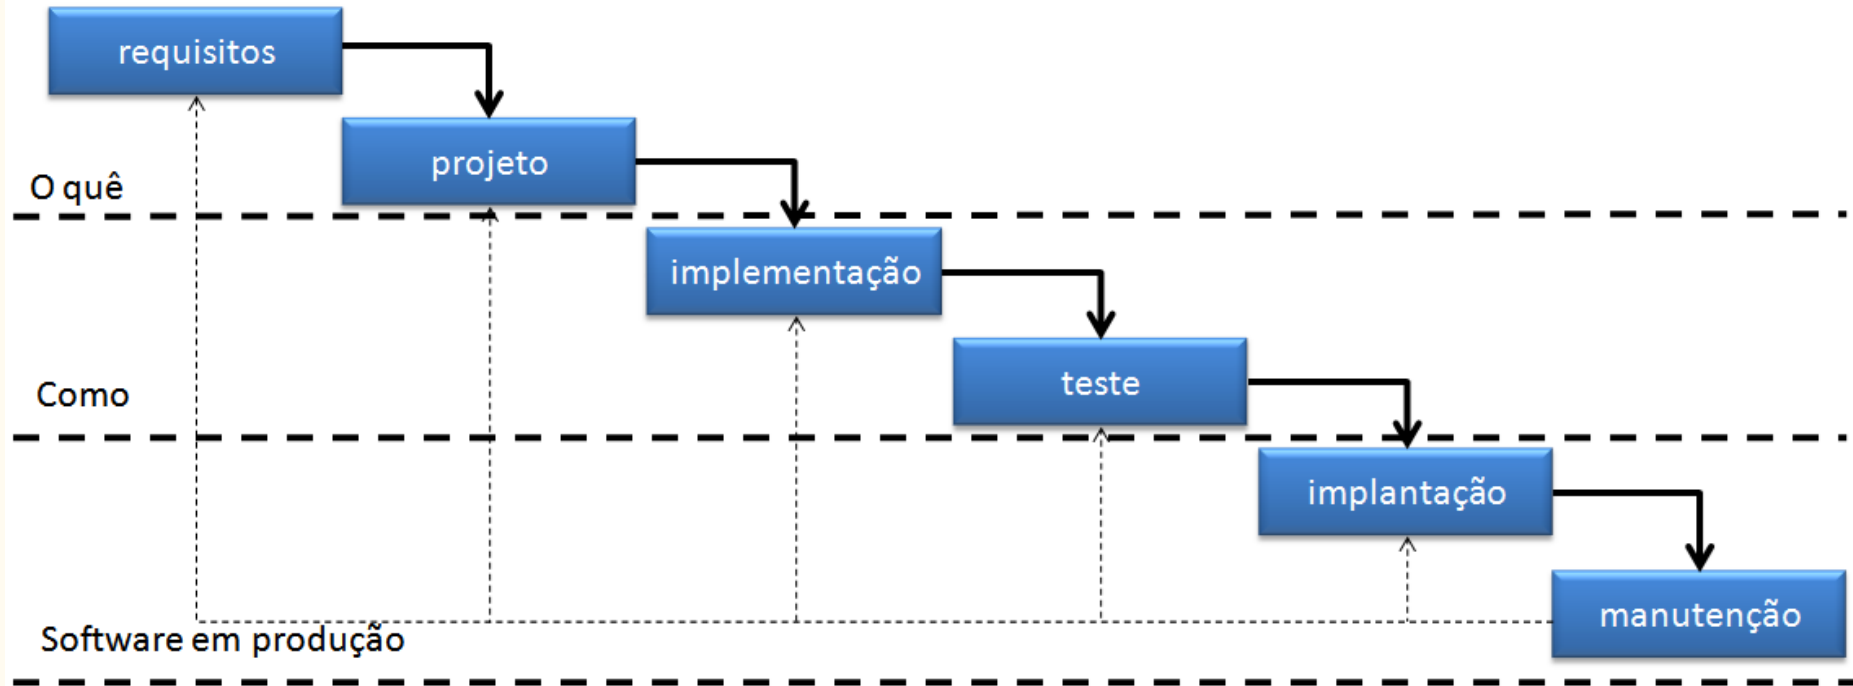 requisitos
projeto
O quê
implementação
teste
Como
implantação
manutenção
Software em produção